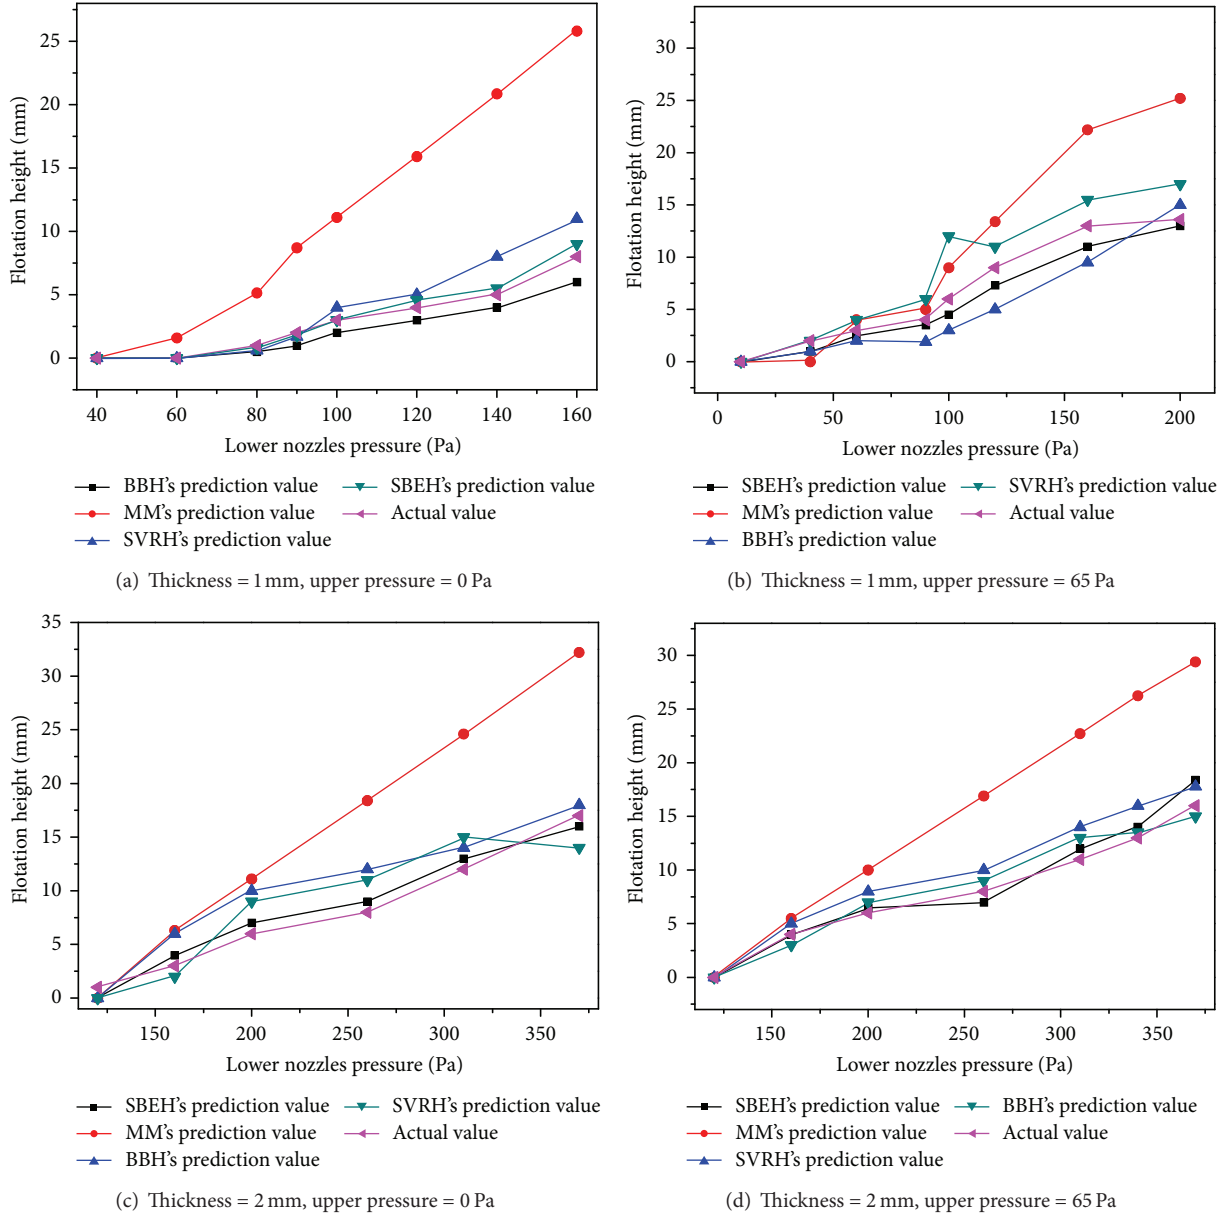 25
20
15
10
5
0
Flotation height (mm)
40 60 80 100 120 140 160
Lower nozzles pressure (Pa)
BBH's prediction value
MM's prediction value
SVRH's prediction value
SBEH's prediction value
Actual value
(a) Thickness = 1 mm, upper pressure = 0 Pa
30
25
20
15
10
5
0
Flotation height (mm)
0 50 100 150 200
Lower nozzles pressure (Pa)
SBEH's prediction value
MM's prediction value
BBH's prediction value
SVRH's prediction value
Actual value
(b) Thickness = 1 mm, upper pressure = 65 Pa
35
30
25
20
15
10
5
0
Flotation height (mm)
150 200 250 300 350
Lower nozzles pressure (Pa)
SBEH's prediction value
MM's prediction value
BBH's prediction value
SVRH's prediction value
Actual value
(c) Thickness = 2 mm, upper pressure = 0 Pa
30
25
20
15
10
5
0
Flotation height (mm)
150 200 250 300 350
Lower nozzles pressure (Pa)
SBEH's prediction value
MM's prediction value
SVRH's prediction value
BBH's prediction value
Actual value
(d) Thickness = 2 mm, upper pressure = 65 Pa